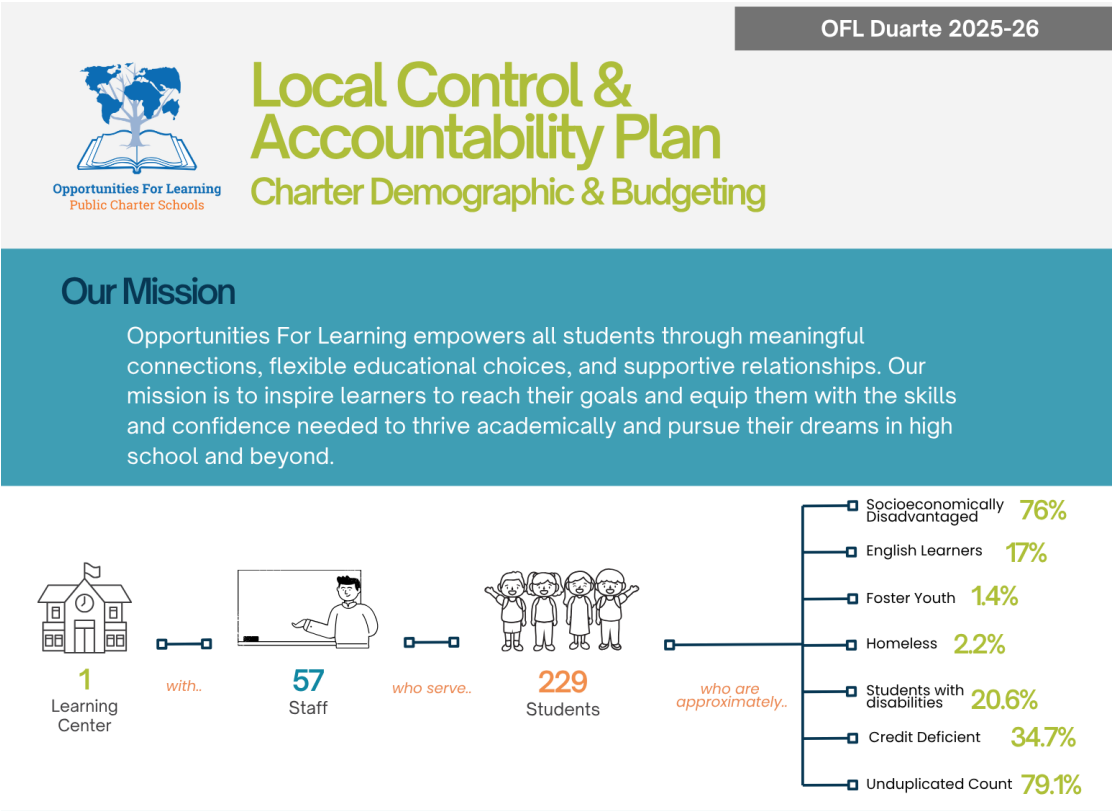 OFL Duarte 2025-26
Opportunities For Learning
Public Charter Schools
Local Control &
Accountability Plan
Charter Demographic & Budgeting
Our Mission
Opportunities For Learning empowers all students through meaningful
connections, flexible educational choices, and supportive relationships. Our
mission is to inspire learners to reach their goals and equip them with the skills
and confidence needed to thrive academically and pursue their dreams in high
school and beyond.
1
Learning
Center
with..
57
Staff
who serve..
229
Students
who are
approximately..
Socioeconomically
Disadvantaged
76%
English Learners 17%
Foster Youth 1.4%
Homeless 2.2%
Students with
disabilities
20.6%
Credit Deficient 34.7%
Unduplicated Count 79.1%